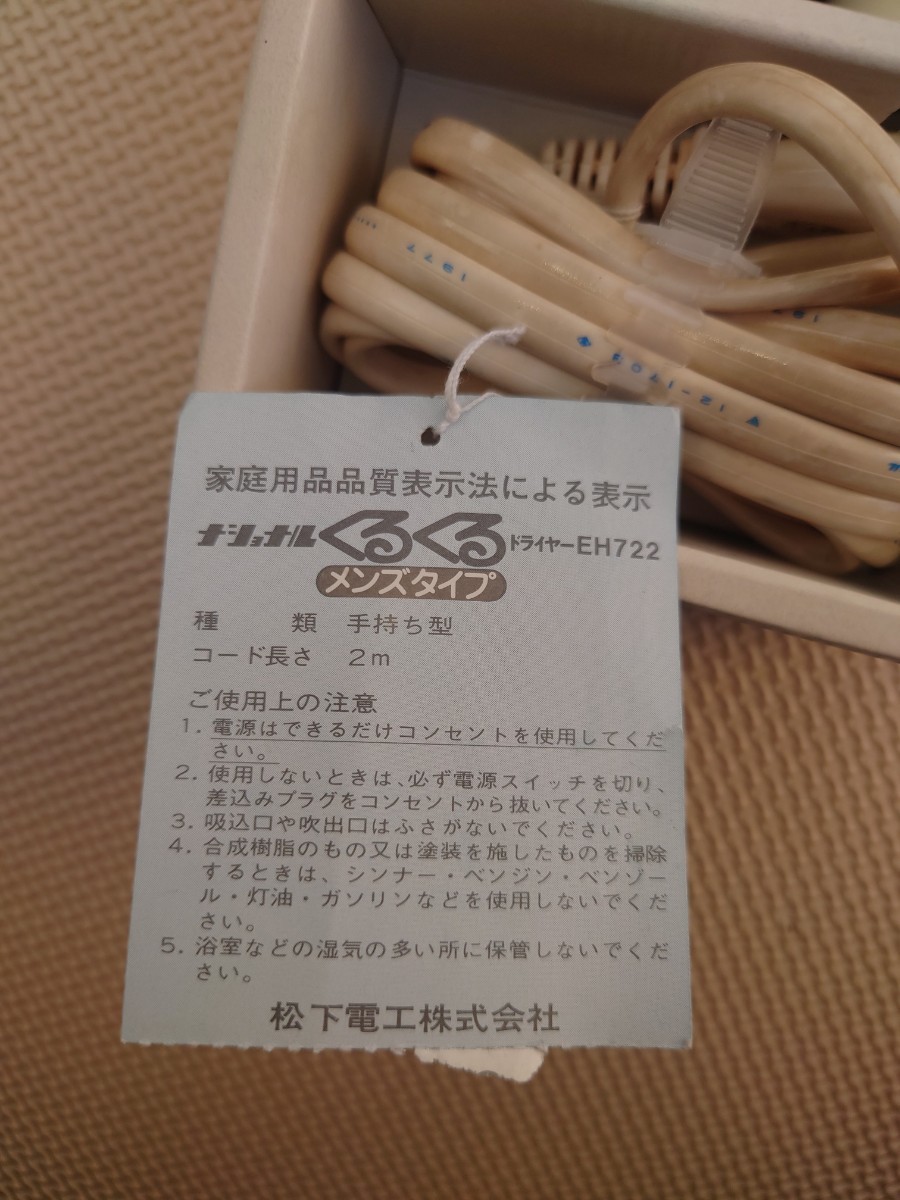 1977
▽ 12-1703
家庭用品品質表示法による表示
ナショナル くるくる ドライヤー EH722
メンズタイプ
種 類 手持ち型
コード長さ 2m
ご使用上の注意
1. 電源はできるだけコンセントを使用してくだ
さい。
2. 使用しないときは、必ず電源スイッチを切り、
差込みプラグをコンセントから抜いてください。
3. 吸込口や吹出口はふさがないでください。
4. 合成樹脂のもの又は塗装を施したものを掃除
するときは、シンナー・ベンジン・ベンゾー
ル・灯油・ガソリンなどを使用しないでくだ
さい。
5. 浴室などの湿気の多い所に保管しないでくだ
さい。
松下電工株式会社